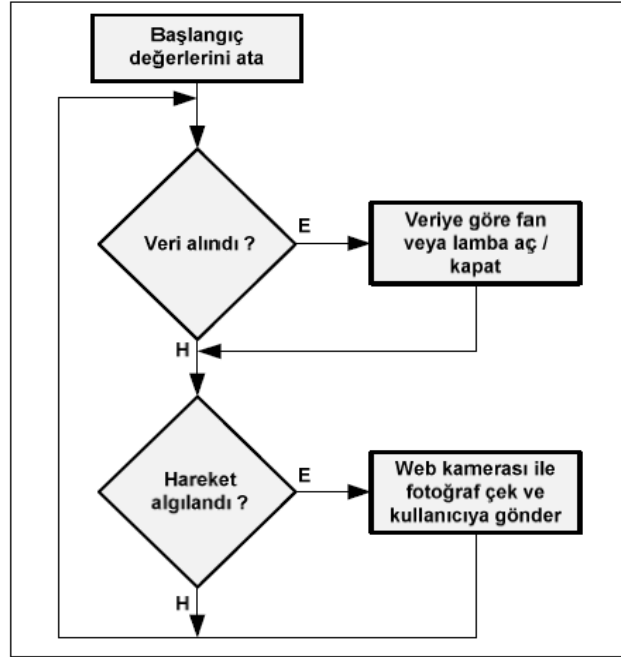 Başlangıç
değerlerini ata
Veri alındı ?
E
Veriye göre fan
veya lamba aç /
kapat
H
Hareket
algılandı ?
E
Web kamerası ile
fotoğraf çek ve
kullanıcıya gönder
H